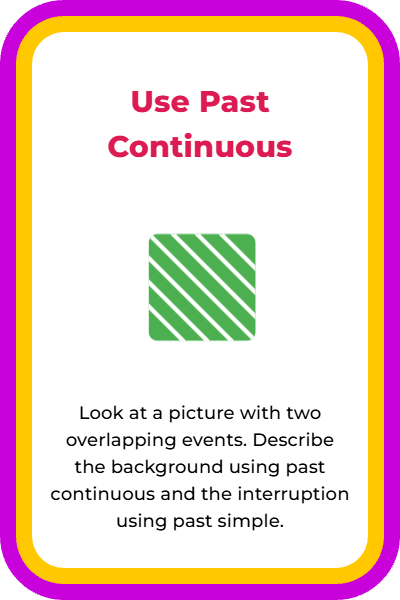 Use Past
Continuous
Look at a picture with two
overlapping events. Describe
the background using past
continuous and the interruption
using past simple.